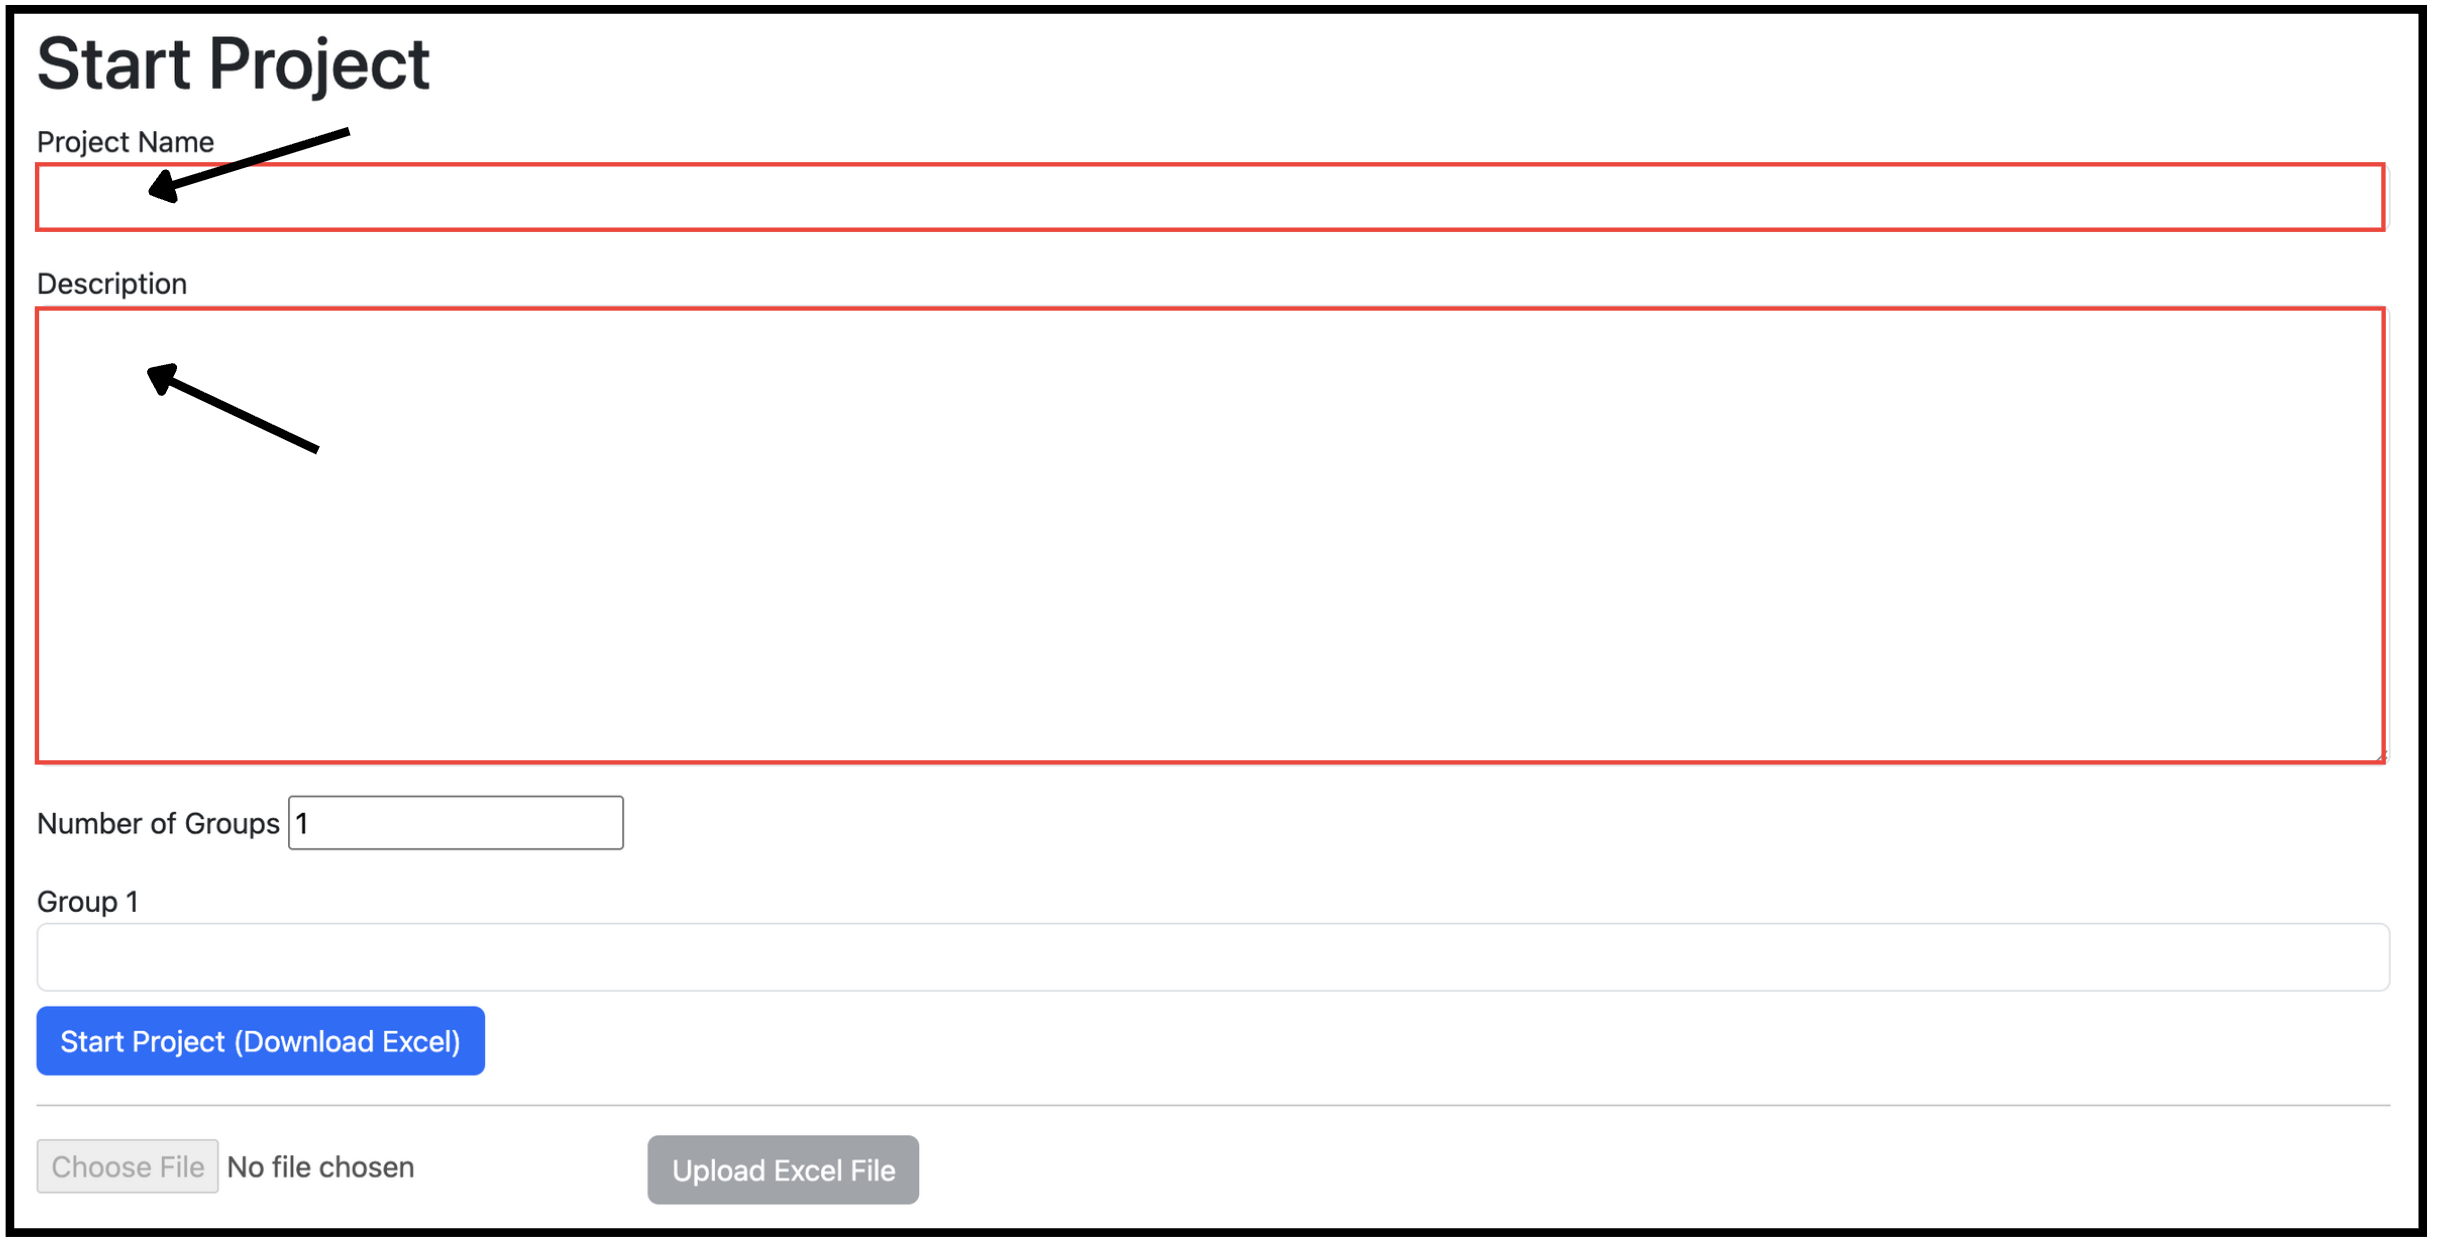 Start Project
Project Name
Description
Number of Groups 1
Group 1
Start Project (Download Excel)
Choose File No file chosen Upload Excel File